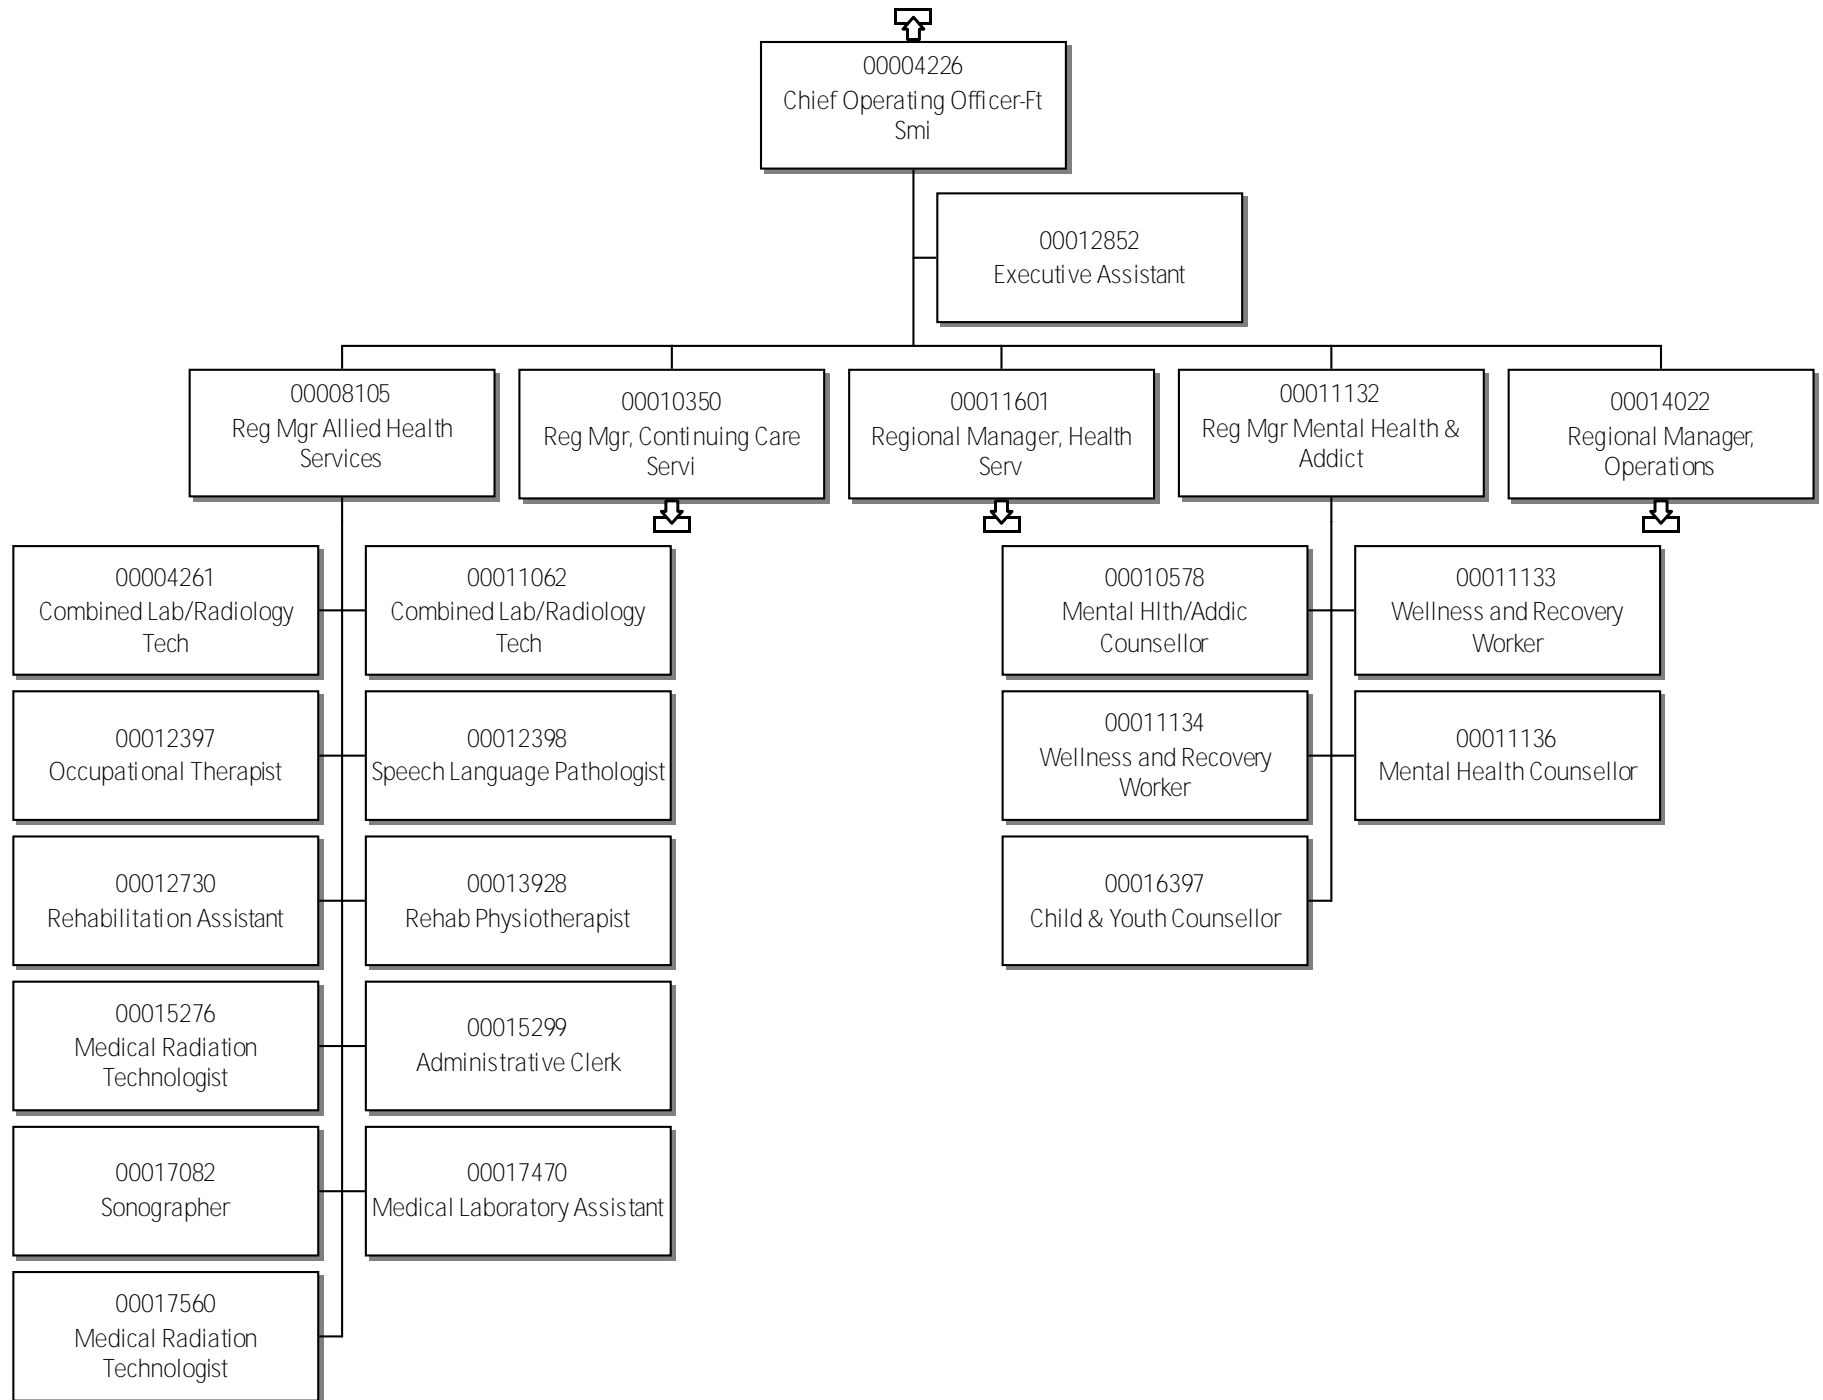 00004226
Chief Operating Officer-Ft
Smi
00012852
Executive Assistant
00008105
Reg Mgr Allied Health
Services
00010350
Reg Mgr, Continuing Care
Servi
00011601
Regional Manager, Health
Serv
00011132
Reg Mgr Mental Health &
Addict
00014022
Regional Manager,
Operations
00004261
Combined Lab/Radiology
Tech
00011062
Combined Lab/Radiology
Tech
00010578
Mental Hlth/Addic
Counsellor
00011133
Wellness and Recovery
Worker
00012397
Occupational Therapist
00012398
Speech Language Pathologist
00011134
Wellness and Recovery
Worker
00011136
Mental Health Counsellor
00012730
Rehabilitation Assistant
00013928
Rehab Physiotherapist
00016397
Child & Youth Counsellor
00015276
Medical Radiation
Technologist
00015299
Administrative Clerk
00017082
Sonographer
00017470
Medical Laboratory Assistant
00017560
Medical Radiation
Technologist